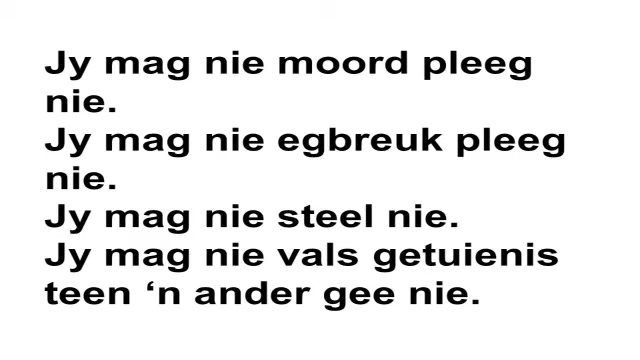 Jy mag nie moord pleeg
nie.
Jy mag nie egbreuk pleeg
nie.
Jy mag nie steel nie.
Jy mag nie vals getuienis
teen ‘n ander gee nie.